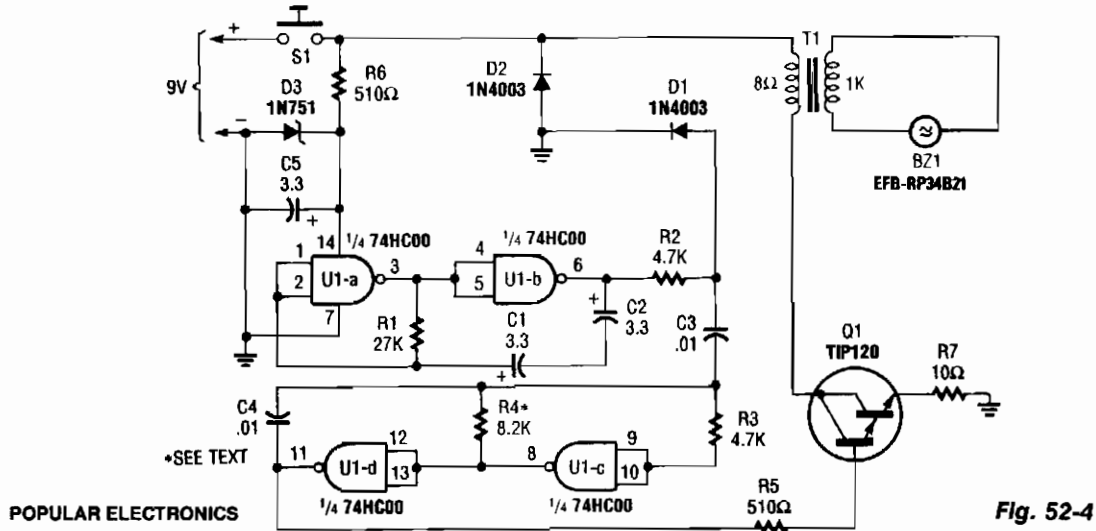 9V
+
−
S1
R6
510Ω
D3
1N751
C5
3.3
+
D2
1N4003
D1
1N4003
T1
8Ω
1K
BZ1
EFB-RP34B21
1
2
14
7
3
U1-a
1/4 74HC00
4
5
6
U1-b
1/4 74HC00
R2
4.7K
R1
27K
C1
3.3
+
C2
3.3
+
C3
.01
Q1
TIP120
R7
10Ω
C4
.01
*SEE TEXT
R4*
8.2K
R3
4.7K
11
12
13
U1-d
1/4 74HC00
8
9
10
U1-c
1/4 74HC00
R5
510Ω
POPULAR ELECTRONICS
Fig. 52-4